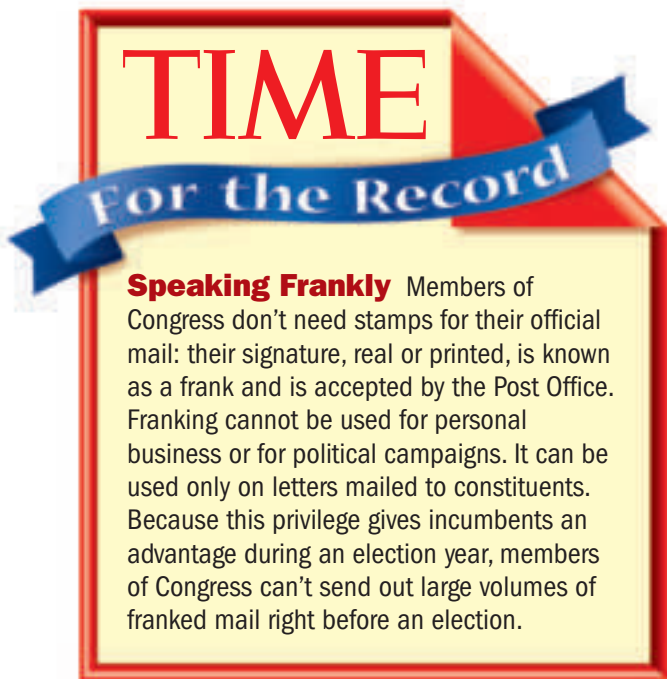 TIME
For the Record
Speaking Frankly Members of
Congress don’t need stamps for their official
mail: their signature, real or printed, is known
as a frank and is accepted by the Post Office.
Franking cannot be used for personal
business or for political campaigns. It can be
used only on letters mailed to constituents.
Because this privilege gives incumbents an
advantage during an election year, members
of Congress can’t send out large volumes of
franked mail right before an election.